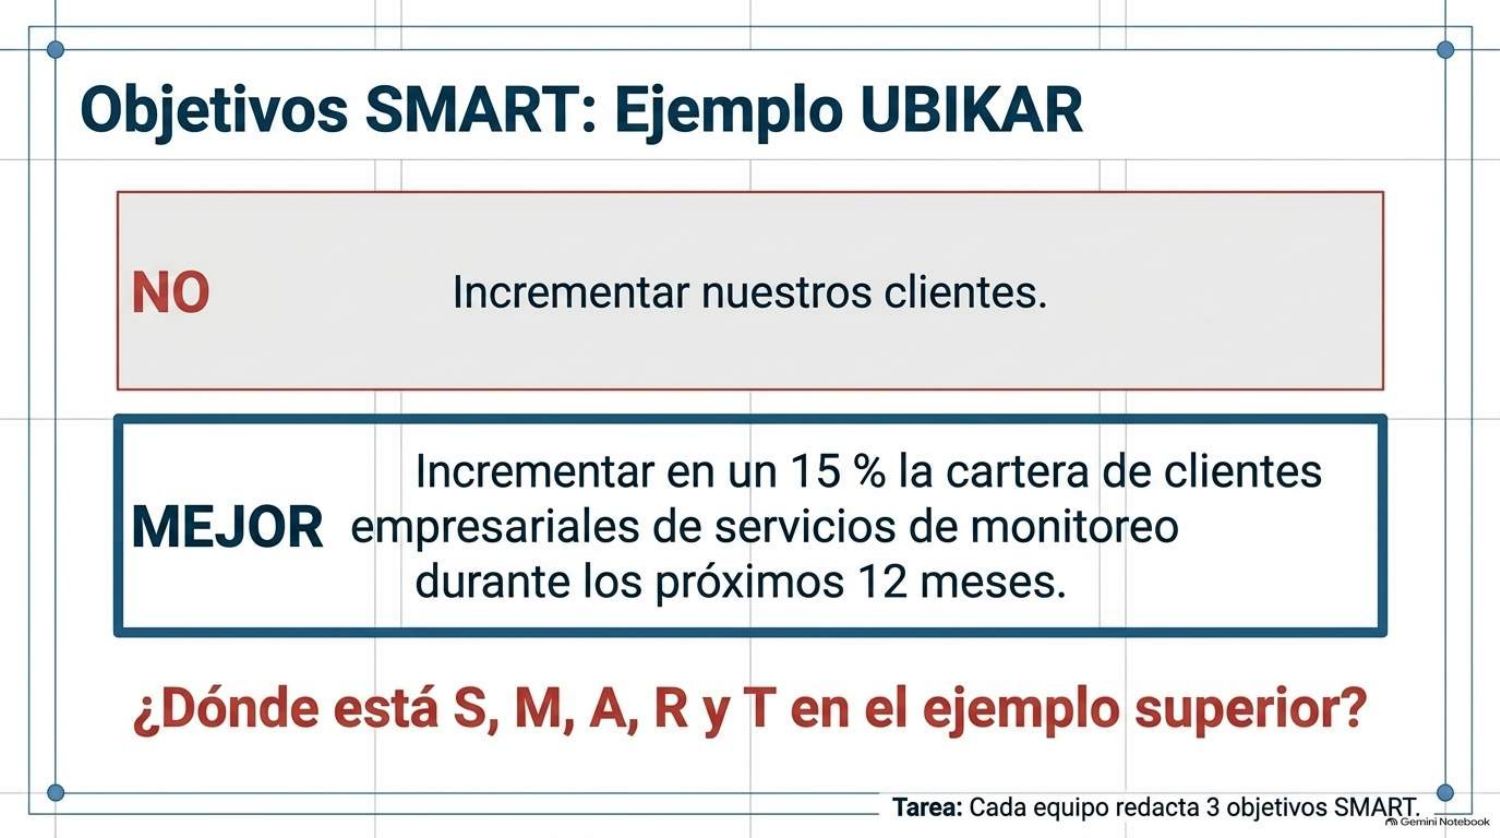 Objetivos SMART: Ejemplo UBIKAR
NO
Incrementar nuestros clientes.
MEJOR
Incrementar en un 15 % la cartera de clientes
empresariales de servicios de monitoreo
durante los próximos 12 meses.
¿Dónde está S, M, A, R y T en el ejemplo superior?
Tarea: Cada equipo redacta 3 objetivos SMART.
Gemini Notebook